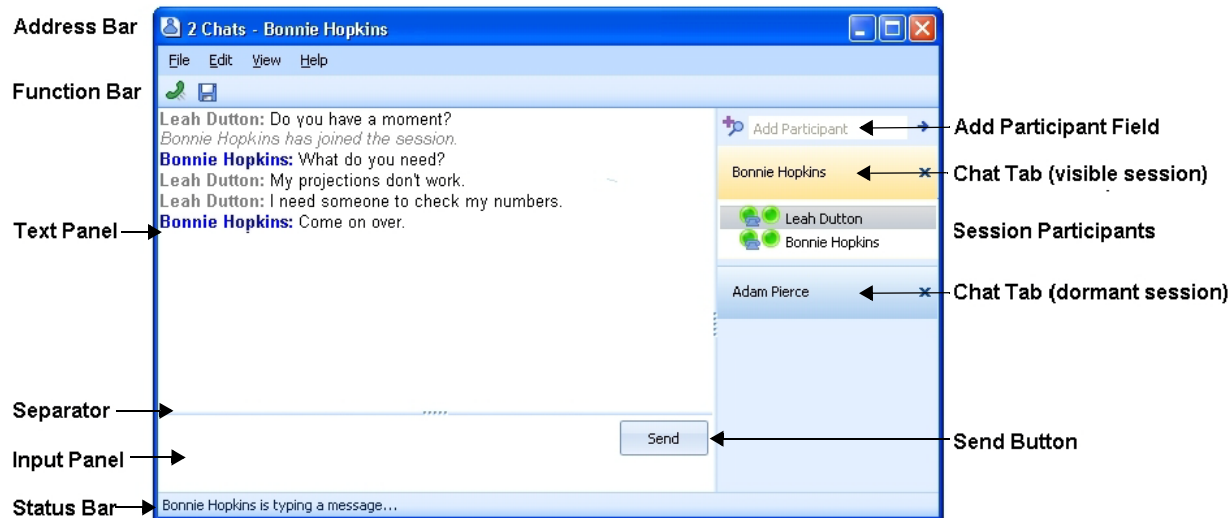 Address Bar
2 Chats - Bonnie Hopkins
File Edit View Help
Function Bar
Leah Dutton: Do you have a moment?
Bonnie Hopkins has joined the session.
Bonnie Hopkins: What do you need?
Leah Dutton: My projections don't work.
Leah Dutton: I need someone to check my numbers.
Bonnie Hopkins: Come on over.
Text Panel
Add Participant
Add Participant Field
Bonnie Hopkins
Chat Tab (visible session)
Leah Dutton
Bonnie Hopkins
Session Participants
Adam Pierce
Chat Tab (dormant session)
Separator
Send
Send Button
Input Panel
Status Bar
Bonnie Hopkins is typing a message...